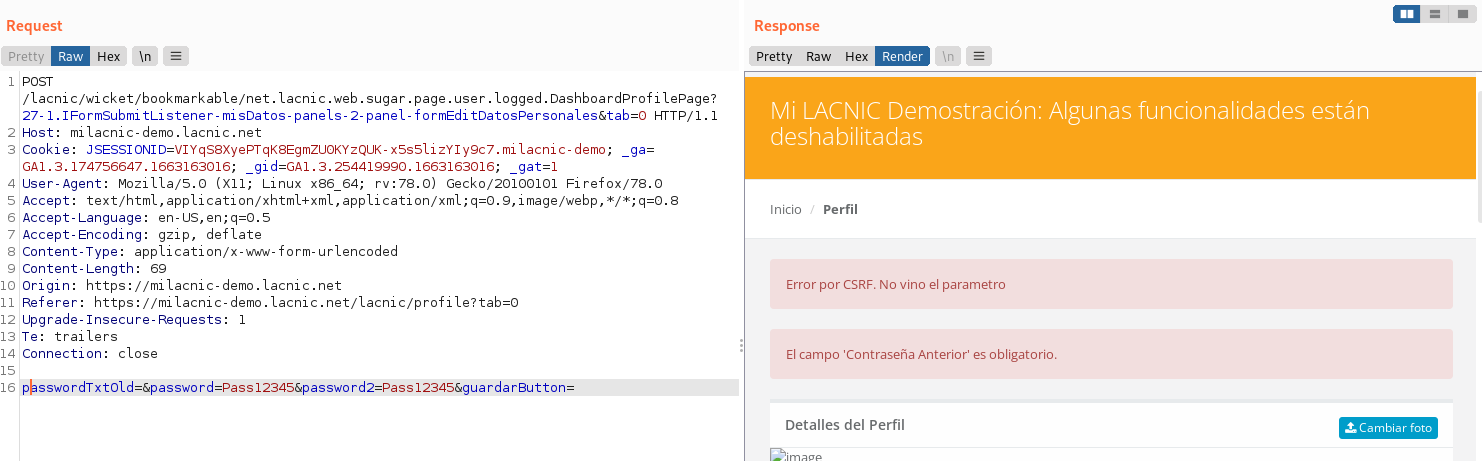 Request
Pretty Raw Hex \n
1 POST
/lacnic/wicket/bookmarkable/net.lacnic.web.sugar.page.user.logged.DashboardProfilePage?
27-1.IFormSubmitListener-misDatos-panels-2-panel-formEditDatosPersonales&tab=0 HTTP/1.1
2 Host: milacnic-demo.lacnic.net
3 Cookie: JSESSIONID=VIYqS8XyePTqK8EgmZUOKYzQUK-x5s5lizYIy9c7.milacnic-demo; _ga=
GA1.3.174756647.1663163016; _gid=GA1.3.254419990.1663163016; _gat=1
4 User-Agent: Mozilla/5.0 (X11; Linux x86_64; rv:78.0) Gecko/20100101 Firefox/78.0
5 Accept: text/html,application/xhtml+xml,application/xml;q=0.9,image/webp,*/*;q=0.8
6 Accept-Language: en-US,en;q=0.5
7 Accept-Encoding: gzip, deflate
8 Content-Type: application/x-www-form-urlencoded
9 Content-Length: 69
10 Origin: https://milacnic-demo.lacnic.net
11 Referer: https://milacnic-demo.lacnic.net/lacnic/profile?tab=0
12 Upgrade-Insecure-Requests: 1
13 Te: trailers
14 Connection: close
15
16 passwordTxtOld=&password=Pass12345&password2=Pass12345&guardarButton=
Response
Pretty Raw Hex Render \n
Mi LACNIC Demostración: Algunas funcionalidades están
deshabilitadas
Inicio / Perfil
Error por CSRF. No vino el parametro
El campo 'Contraseña Anterior' es obligatorio.
Detalles del Perfil
Cambiar foto
image